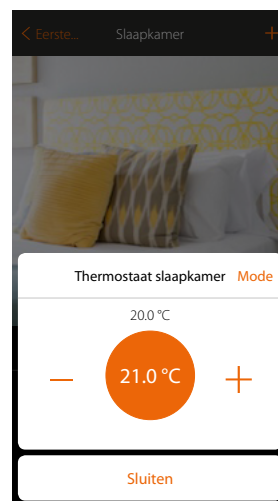 < Eerste... Slaapkamer +
Thermostaat slaapkamer Mode
20.0 °C
— 21.0 °C +
Sluiten